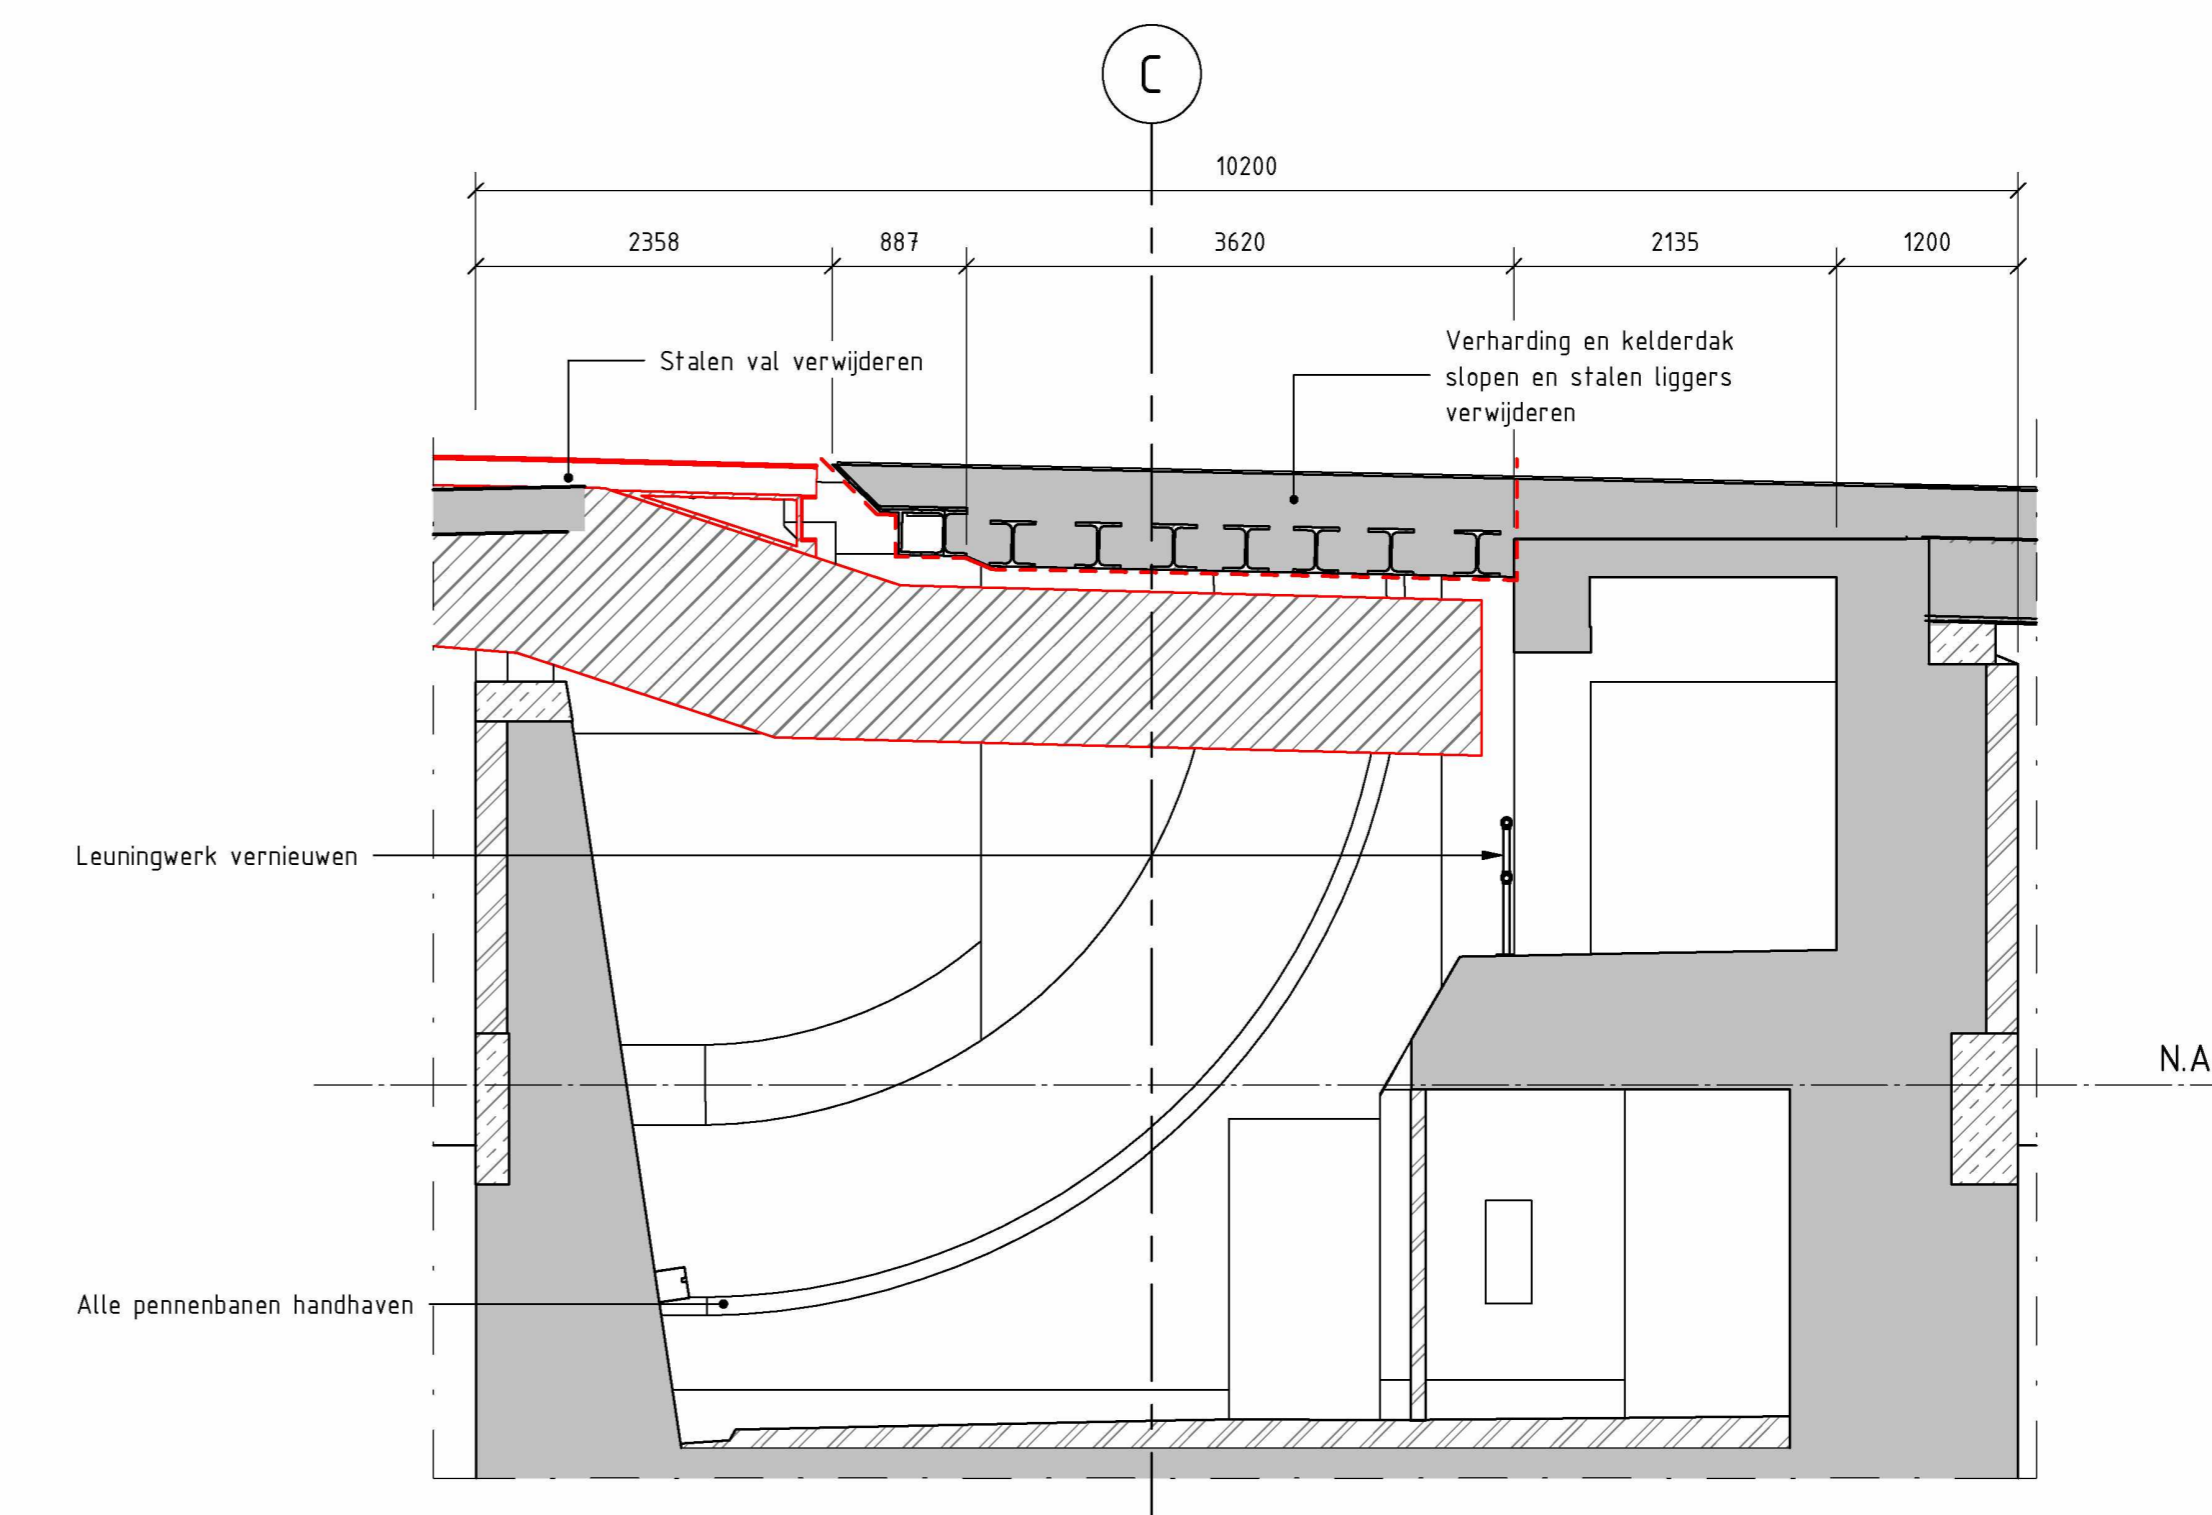 C
10200
2358
887
3620
2135
1200
Stalen val verwijderen
Verharding en kelderdak
slopen en stalen liggers
verwijderen
Leuningwerk vernieuwen
N.A
Alle pennenbanen handhaven